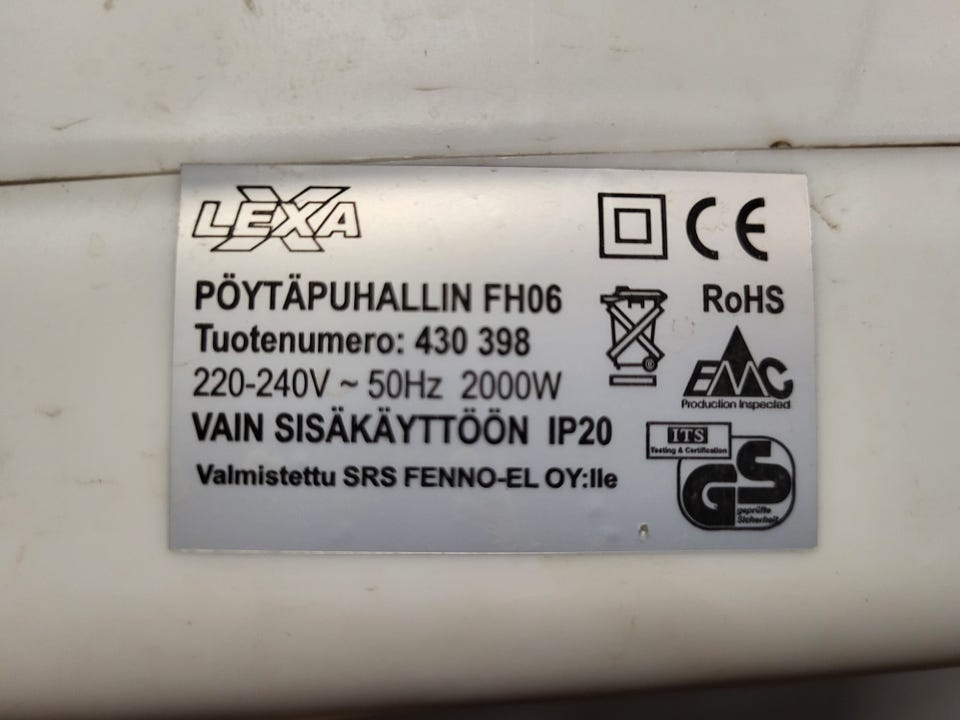 LEXA
PÖYTÄPUHALLIN FH06
Tuotenumero: 430 398
220-240V ~ 50Hz 2000W
VAIN SISÄKÄYTTÖÖN IP20
Valmistettu SRS FENNO-EL OY:lle
CE
RoHS
EMC
Production Inspected
ITS
Testing & Certification
GS
geprüfte
Sicherheit